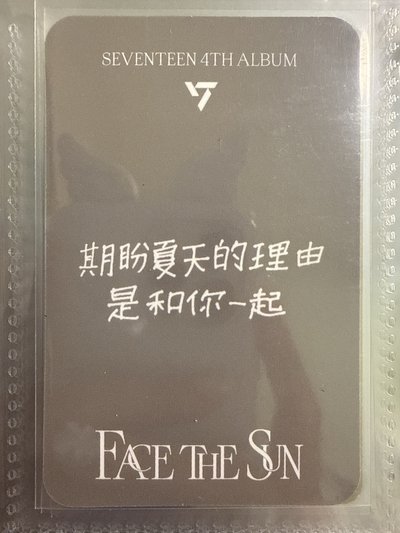 SEVENTEEN 4TH ALBUM
期盼夏天的理由
是和你一起
FACE THE SUN